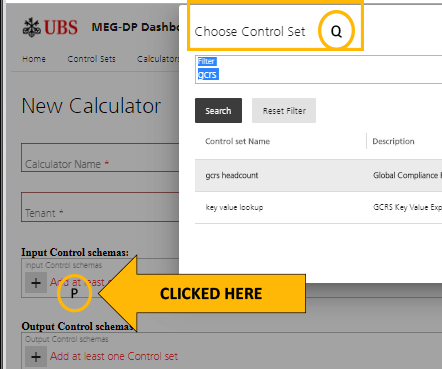 UBS MEG-DP Dashbo
Home Control Sets Calculators
New Calculator
Calculator Name *
Tenant *
Input Control schemas:
Input Control schemas
+ Add at least o
P
CLICKED HERE
Output Control schemas:
Output Control schemas
+ Add at least one Control set
Choose Control Set Q
Filter
gcrs
Search Reset Filter
Control set Name Description
gcrs headcount Global Compliance R
key value lookup GCRS Key Value Exp